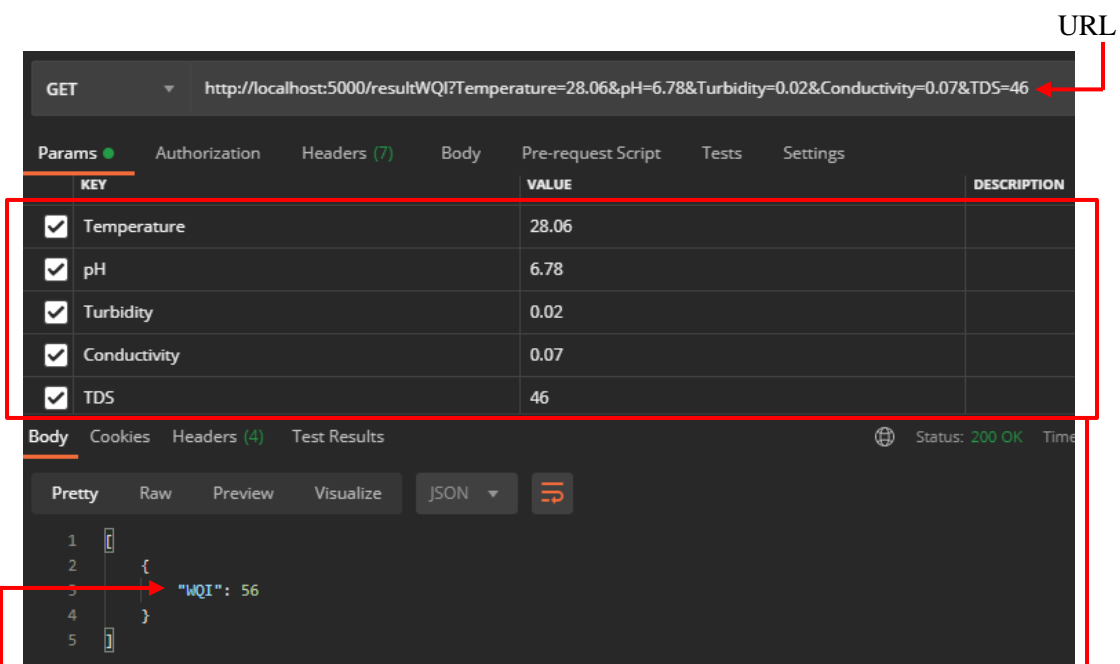 URL
GET http://localhost:5000/resultWQI?Temperature=28.06&pH=6.78&Turbidity=0.02&Conductivity=0.07&TDS=46
Params Authorization Headers (7) Body Pre-request Script Tests Settings
KEY VALUE DESCRIPTION
Temperature 28.06
pH 6.78
Turbidity 0.02
Conductivity 0.07
TDS 46
Body Cookies Headers (4) Test Results Status: 200 OK Time
Pretty Raw Preview Visualize JSON
1 [
2 {
3 "WQI": 56
4 }
5 ]